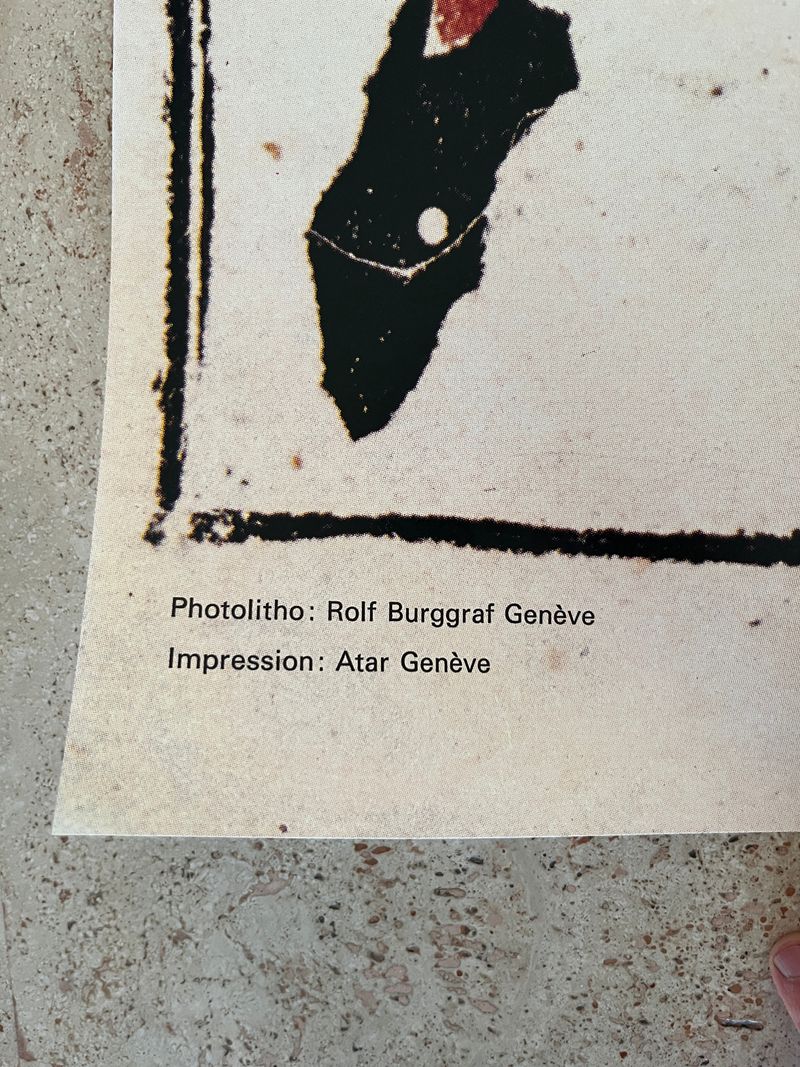 Photolitho: Rolf Burggraf Genève
Impression: Atar Genève